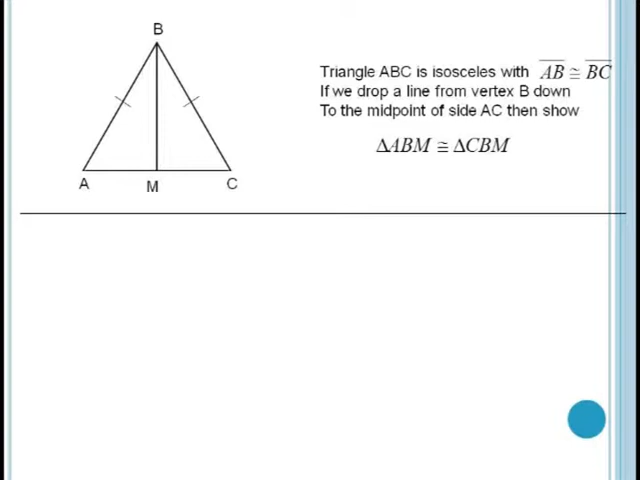 B
Triangle ABC is isosceles with AB ≅ BC
If we drop a line from vertex B down
To the midpoint of side AC then show
ΔABM ≅ ΔCBM
A M C